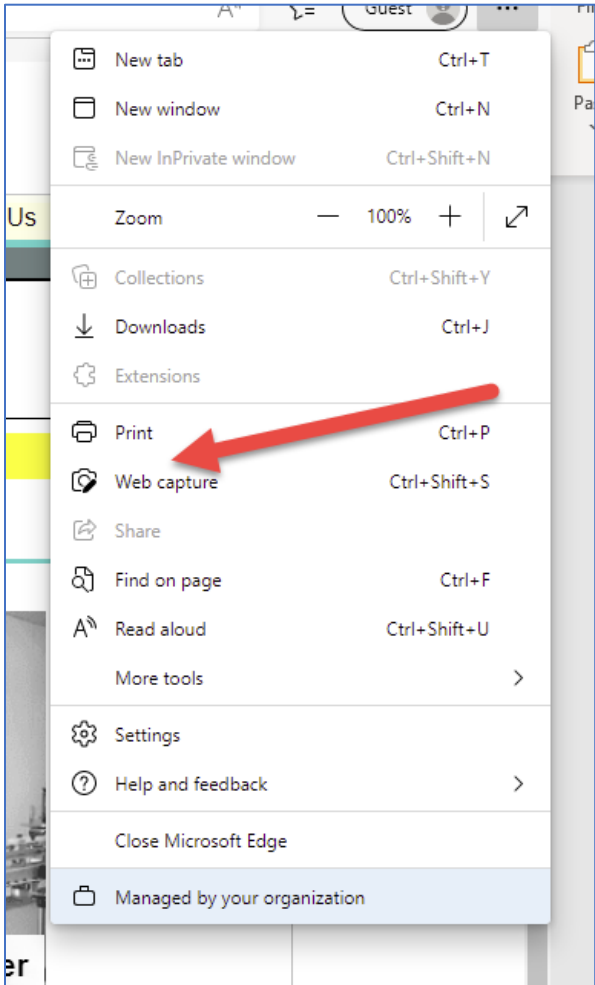 Guest
New tab Ctrl+T
New window Ctrl+N
New InPrivate window Ctrl+Shift+N
Us
Zoom — 100% +
Collections Ctrl+Shift+Y
Downloads Ctrl+J
Extensions
Print Ctrl+P
Web capture Ctrl+Shift+S
Share
Find on page Ctrl+F
Read aloud Ctrl+Shift+U
More tools
Settings
Help and feedback
Close Microsoft Edge
Managed by your organization
er